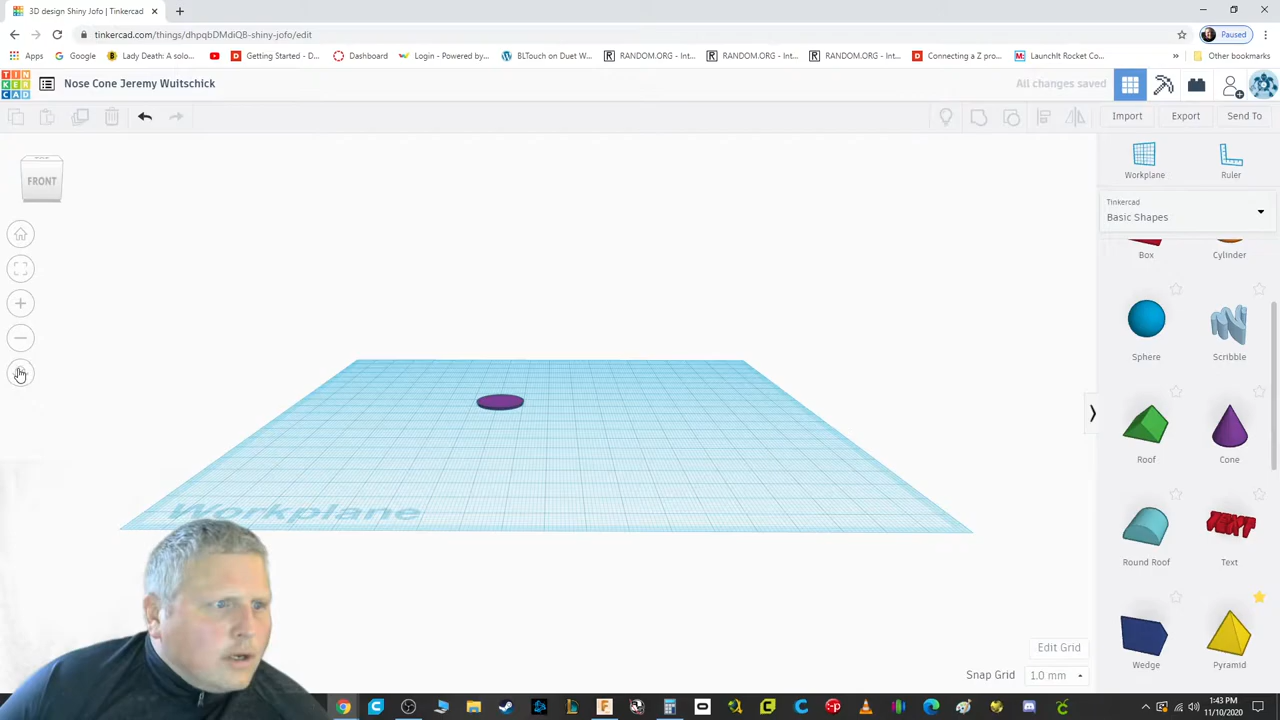 3D design Shiny Jofo | Tinkercad
tinkercad.com/things/dhpqbDMdiQB-shiny-jofo/edit
Paused
Apps
Google
Lady Death: A solo...
Getting Started - D...
Dashboard
Login - Powered by...
BLTouch on Duet W...
RANDOM.ORG - Int...
RANDOM.ORG - Int...
RANDOM.ORG - Int...
Connecting a Z pro...
LaunchIt Rocket Co...
»
Other bookmarks
TINKERCAD
Nose Cone Jeremy Wuitschick
All changes saved
Import
Export
Send To
FRONT
Workplane
Ruler
Tinkercad
Basic Shapes
Box
Cylinder
Sphere
Scribble
Roof
Cone
Round Roof
TEXT
Text
Wedge
Pyramid
Workplane
Edit Grid
Snap Grid
1.0 mm
1:43 PM
11/10/2020